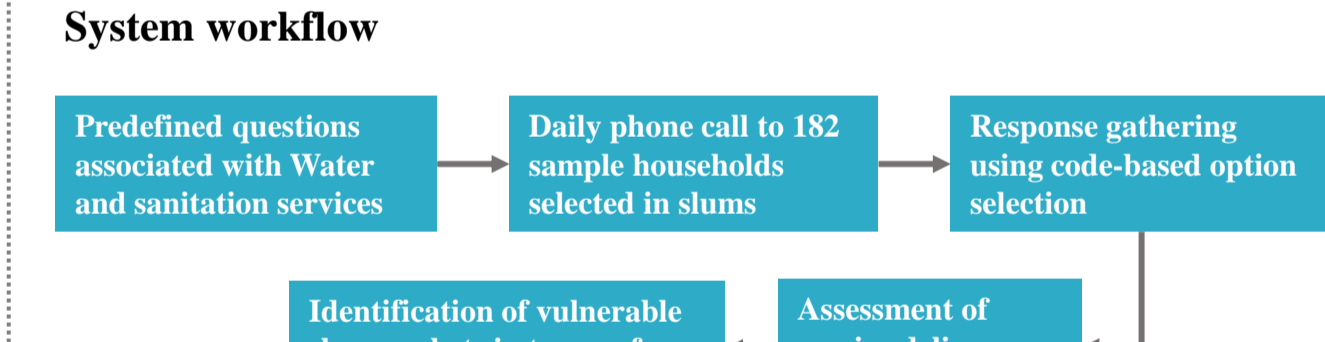 System workflow
Predefined questions
associated with Water
and sanitation services
Daily phone call to 182
sample households
selected in slums
Response gathering
using code-based option
selection
Assessment of
Identification of vulnerable